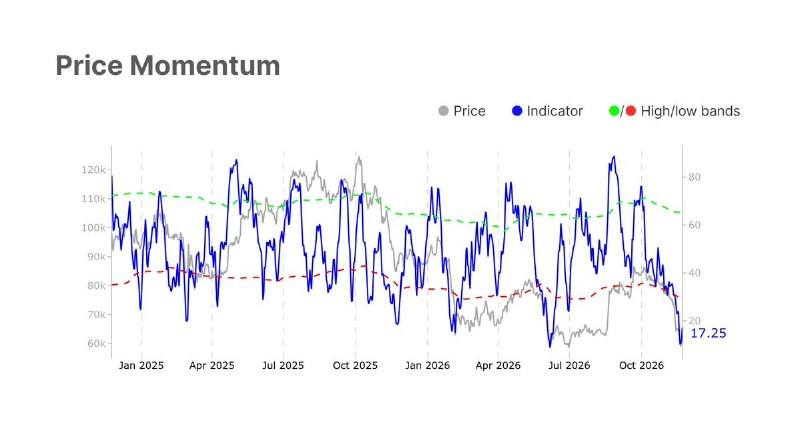 Price Momentum
Price Indicator / High/low bands
120k
110k
100k
90k
80k
70k
60k
80
60
40
20
17.25
Jan 2025 Apr 2025 Jul 2025 Oct 2025 Jan 2026 Apr 2026 Jul 2026 Oct 2026